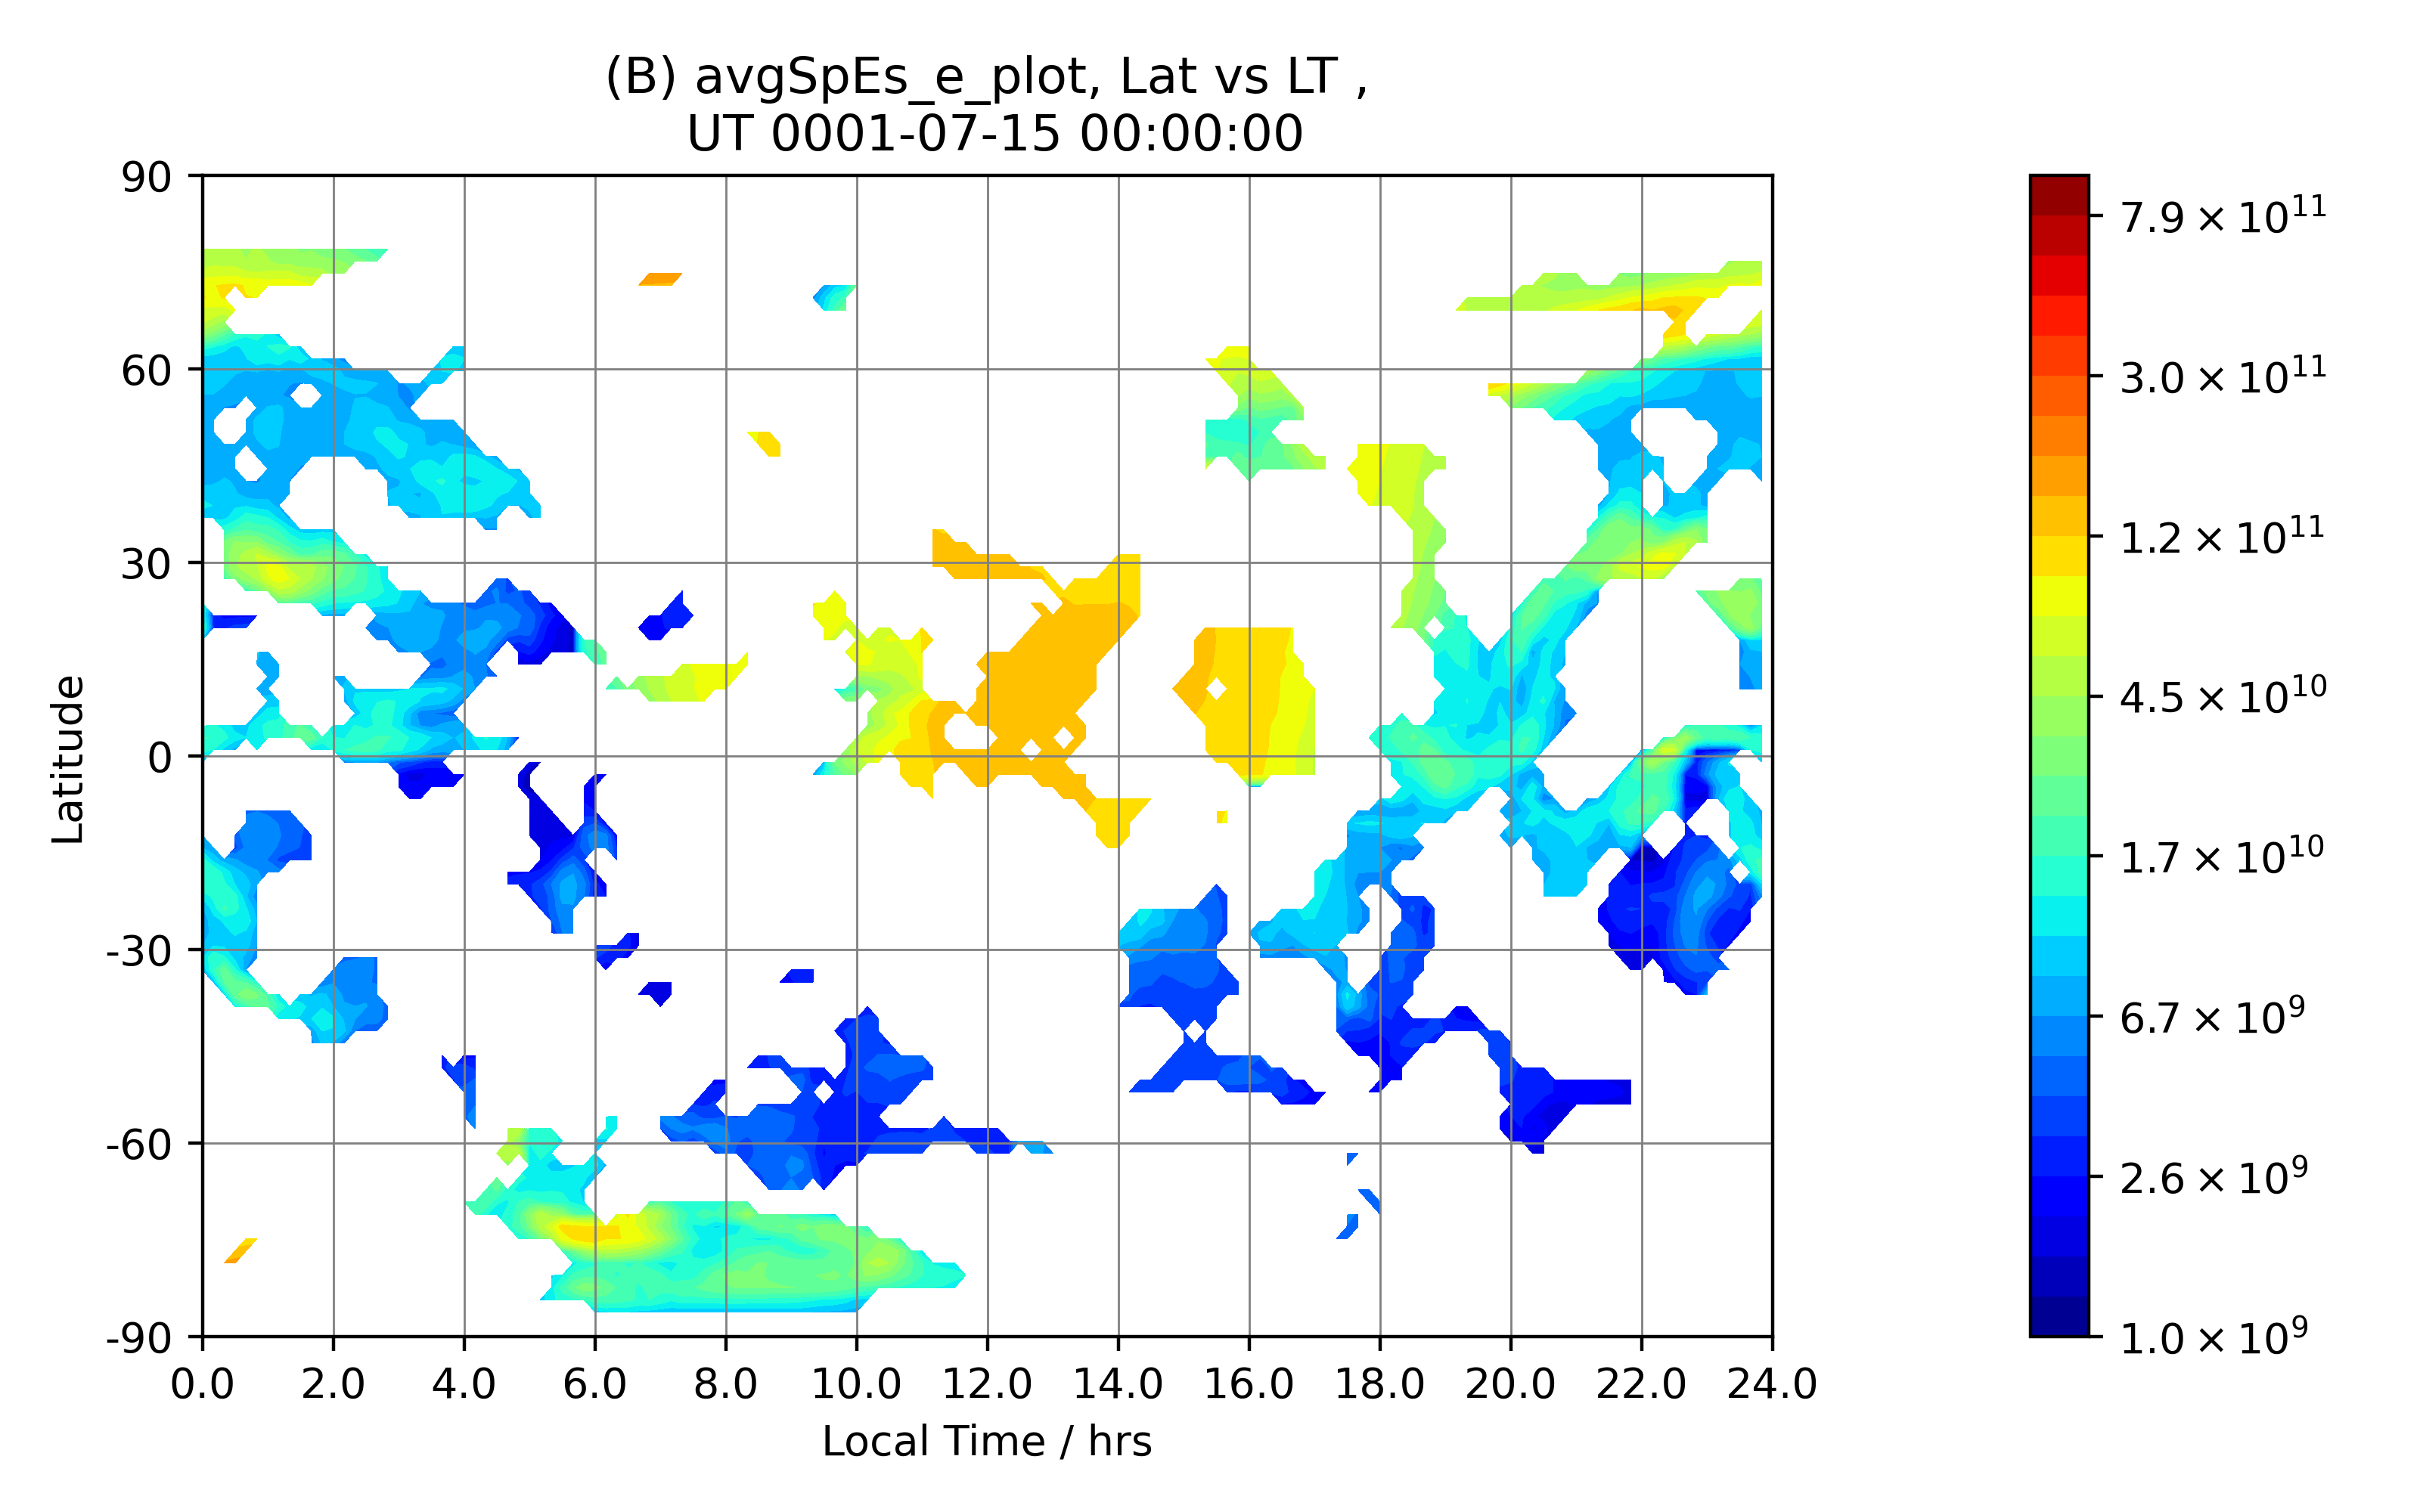 (B) avgSpEs_e_plot, Lat vs LT ,
UT 0001-07-15 00:00:00
90
60
30
0
-30
-60
-90
Latitude
0.0 2.0 4.0 6.0 8.0 10.0 12.0 14.0 16.0 18.0 20.0 22.0 24.0
Local Time / hrs
7.9 × 10¹¹
3.0 × 10¹¹
1.2 × 10¹¹
4.5 × 10¹⁰
1.7 × 10¹⁰
6.7 × 10⁹
2.6 × 10⁹
1.0 × 10⁹